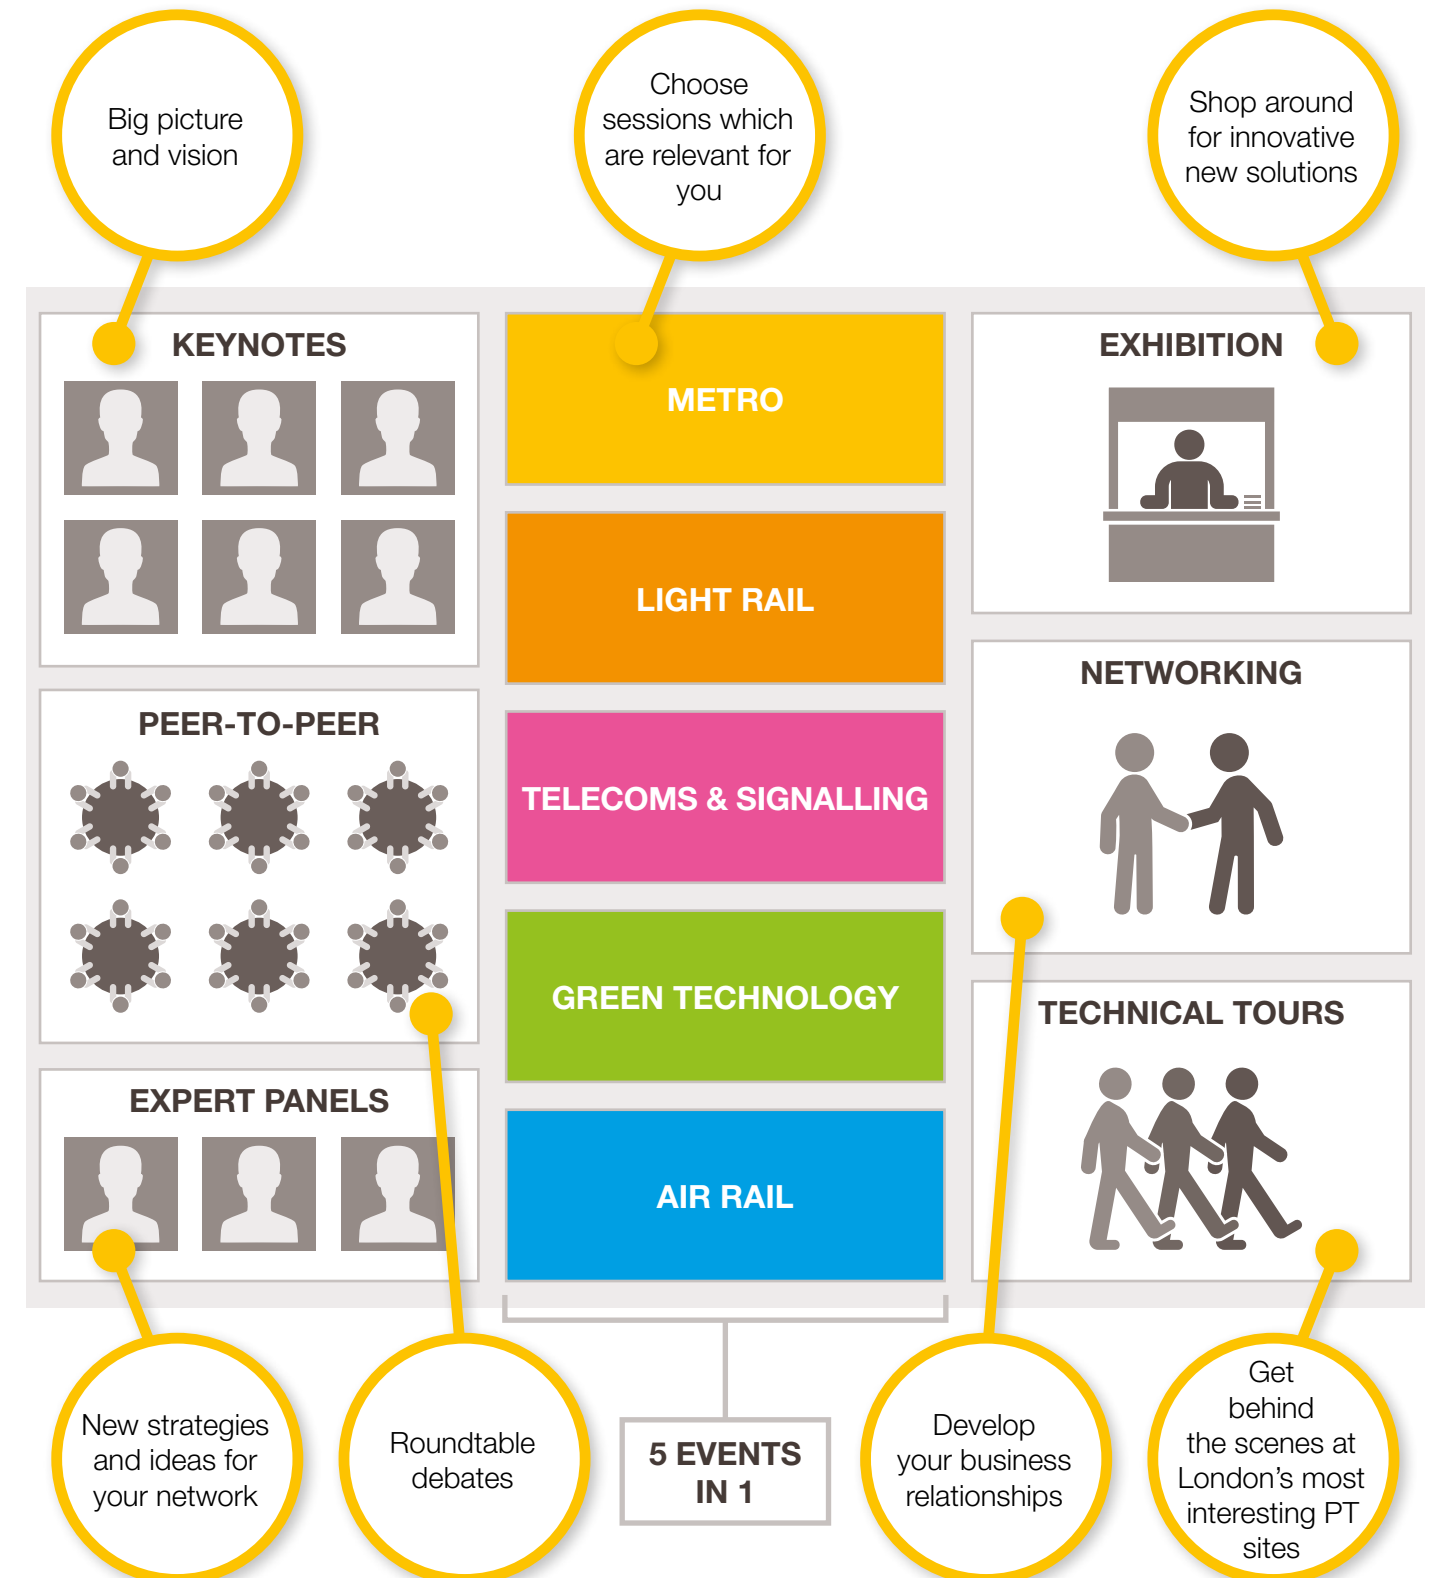 Big picture
and vision
Choose
sessions which
are relevant for
you
Shop around
for innovative
new solutions
KEYNOTES
METRO
EXHIBITION
LIGHT RAIL
NETWORKING
PEER-TO-PEER
TELECOMS & SIGNALLING
GREEN TECHNOLOGY
TECHNICAL TOURS
EXPERT PANELS
AIR RAIL
New strategies
and ideas for
your network
Roundtable
debates
5 EVENTS
IN 1
Develop
your business
relationships
Get
behind
the scenes at
London’s most
interesting PT
sites